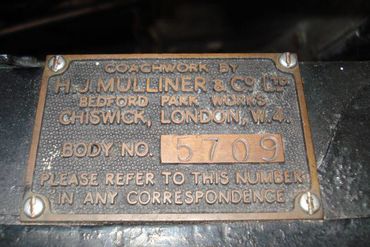 COACHWORK BY
H.J. MULLINER & CO. LTD.
BEDFORD PARK WORKS
CHISWICK, LONDON, W.4.
BODY NO. 5709
PLEASE REFER TO THIS NUMBER
IN ANY CORRESPONDENCE